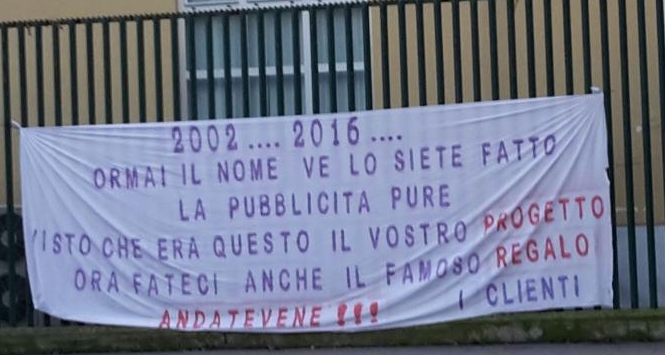 2002 .... 2016 ....
ORMAI IL NOME VE LO SIETE FATTO
LA PUBBLICITA PURE
VISTO CHE ERA QUESTO IL VOSTRO PROGETTO
ORA FATECI ANCHE IL FAMOSO REGALO
ANDATEVENE !!!
I CLIENTI